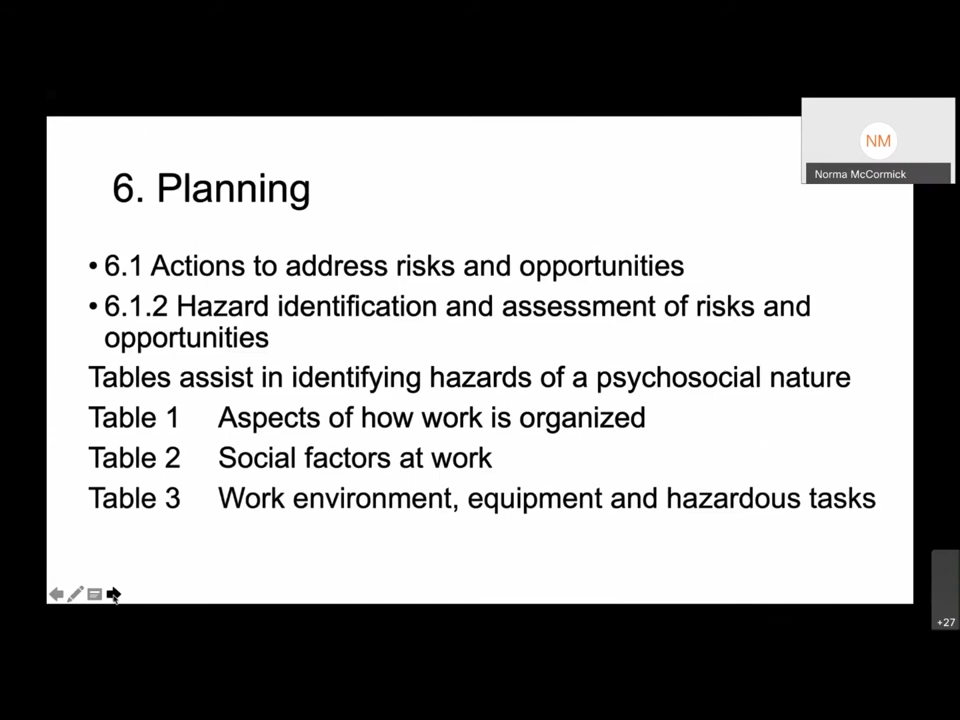 6. Planning
• 6.1 Actions to address risks and opportunities
• 6.1.2 Hazard identification and assessment of risks and
opportunities
Tables assist in identifying hazards of a psychosocial nature
Table 1 Aspects of how work is organized
Table 2 Social factors at work
Table 3 Work environment, equipment and hazardous tasks
NM
Norma McCormick
+27